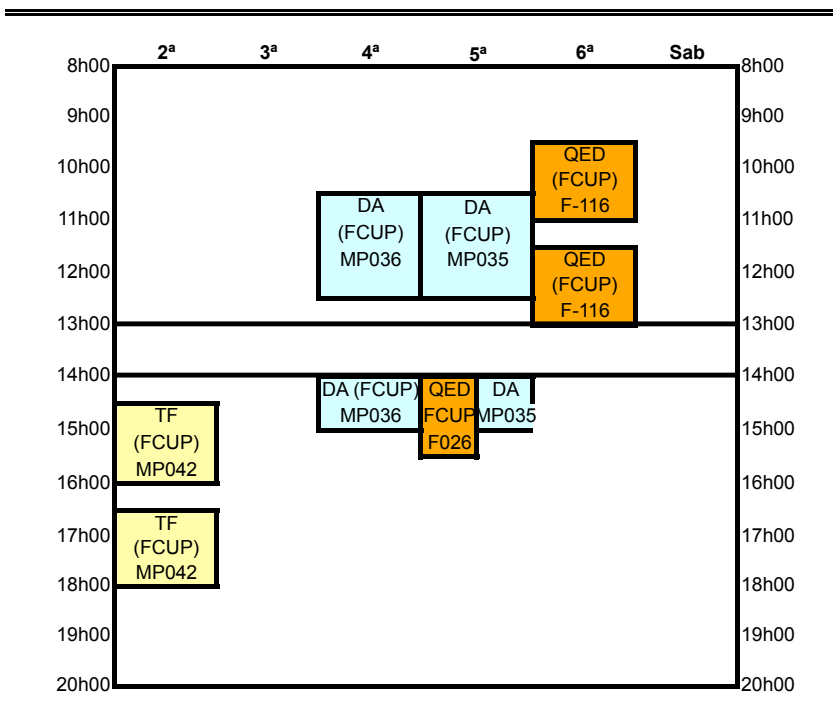 2ª 3ª 4ª 5ª 6ª Sab
8h00 8h00
9h00 9h00
10h00 10h00
11h00 11h00
12h00 12h00
13h00 13h00
14h00 14h00
15h00 15h00
16h00 16h00
17h00 17h00
18h00 18h00
19h00 19h00
20h00 20h00
TF
(FCUP)
MP042
TF
(FCUP)
MP042
DA
(FCUP)
MP036
DA (FCUP)
MP036
DA
(FCUP)
MP035
QED
FCUP
F026
DA
MP035
QED
(FCUP)
F-116
QED
(FCUP)
F-116